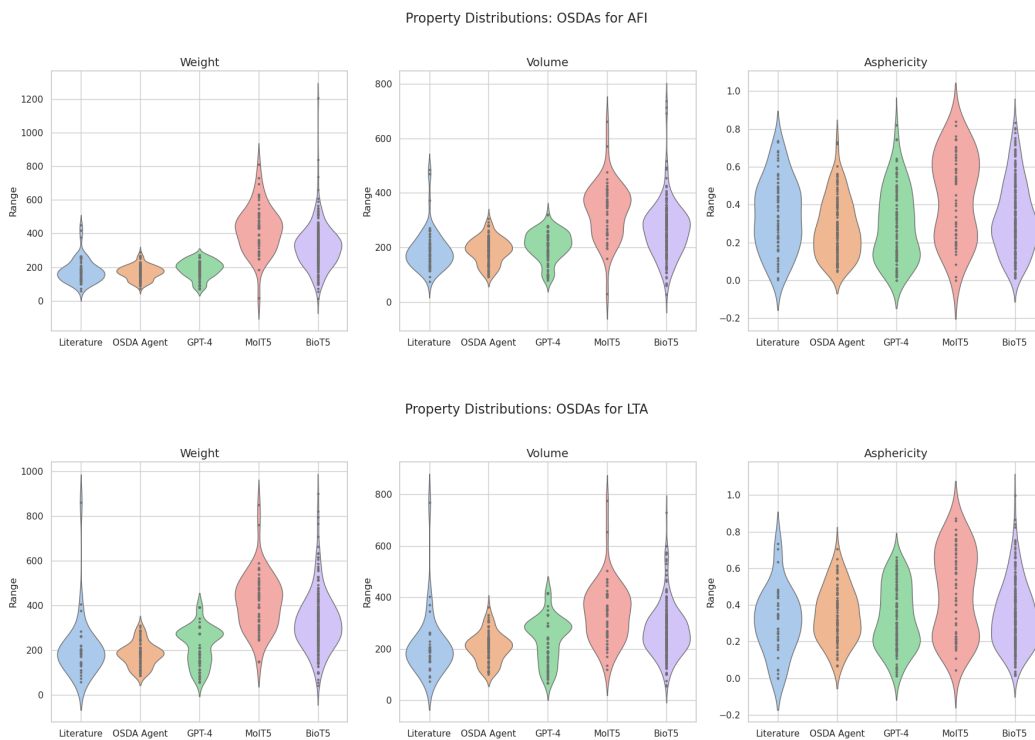 Property Distributions: OSDAs for AFI
Weight
Volume
Asphericity
Range
1200
1000
800
600
400
200
0
Literature OSDA Agent GPT-4 MolT5 BioT5
Range
800
600
400
200
0
Literature OSDA Agent GPT-4 MolT5 BioT5
Range
1.0
0.8
0.6
0.4
0.2
0.0
−0.2
Literature OSDA Agent GPT-4 MolT5 BioT5
Property Distributions: OSDAs for LTA
Weight
Volume
Asphericity
Range
1000
800
600
400
200
0
Literature OSDA Agent GPT-4 MolT5 BioT5
Range
800
600
400
200
0
Literature OSDA Agent GPT-4 MolT5 BioT5
Range
1.0
0.8
0.6
0.4
0.2
0.0
−0.2
Literature OSDA Agent GPT-4 MolT5 BioT5